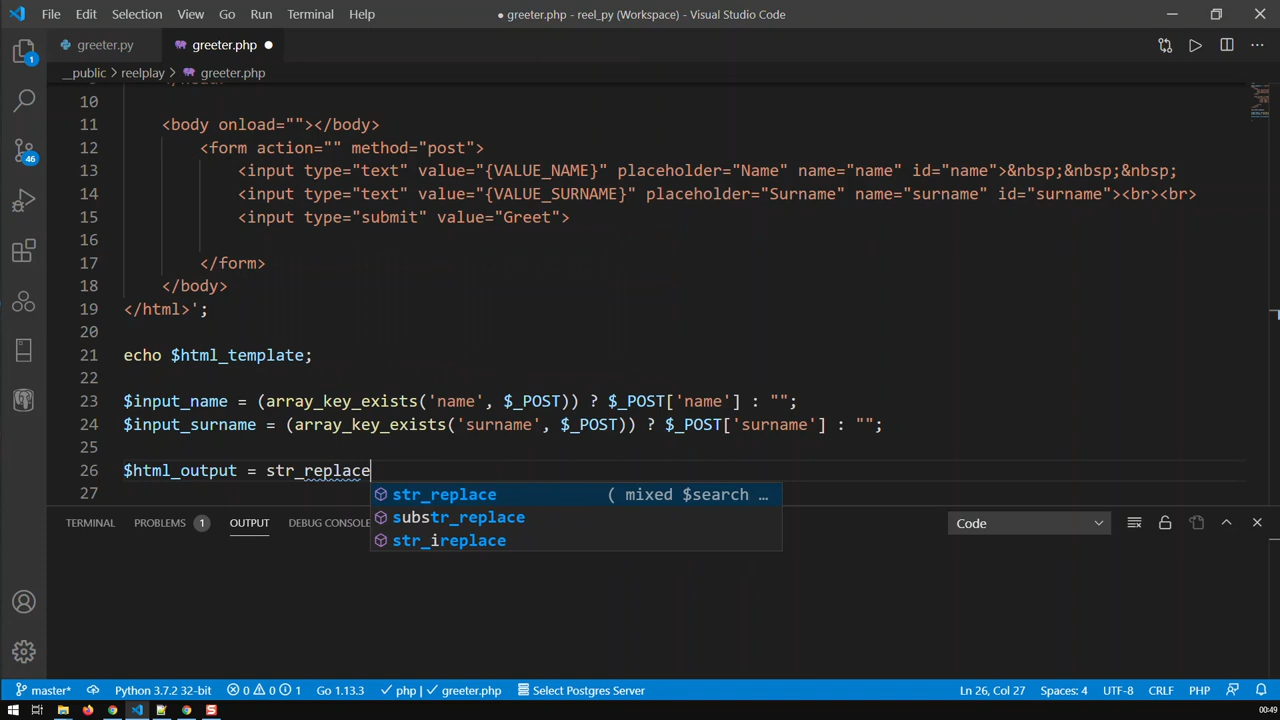 File Edit Selection View Go Run Terminal Help ● greeter.php - reel_py (Workspace) - Visual Studio Code
greeter.py greeter.php ●
__public > reelplay > greeter.php
10
11 <body onload=""></body>
12 <form action="" method="post">
13 <input type="text" value="{VALUE_NAME}" placeholder="Name" name="name" id="name">&nbsp;&nbsp;&nbsp;
14 <input type="text" value="{VALUE_SURNAME}" placeholder="Surname" name="surname" id="surname"><br><br>
15 <input type="submit" value="Greet">
16
17 </form>
18 </body>
19 </html>';
20
21 echo $html_template;
22
23 $input_name = (array_key_exists('name', $_POST)) ? $_POST['name'] : "";
24 $input_surname = (array_key_exists('surname', $_POST)) ? $_POST['surname'] : "";
25
26 $html_output = str_replace
27
str_replace ( mixed $search …
substr_replace
str_ireplace
TERMINAL PROBLEMS 1 OUTPUT DEBUG CONSOLE Code
1
46
master* Python 3.7.2 32-bit 0 0 1 Go 1.13.3 php | greeter.php Select Postgres Server Ln 26, Col 27 Spaces: 4 UTF-8 CRLF PHP
00:49